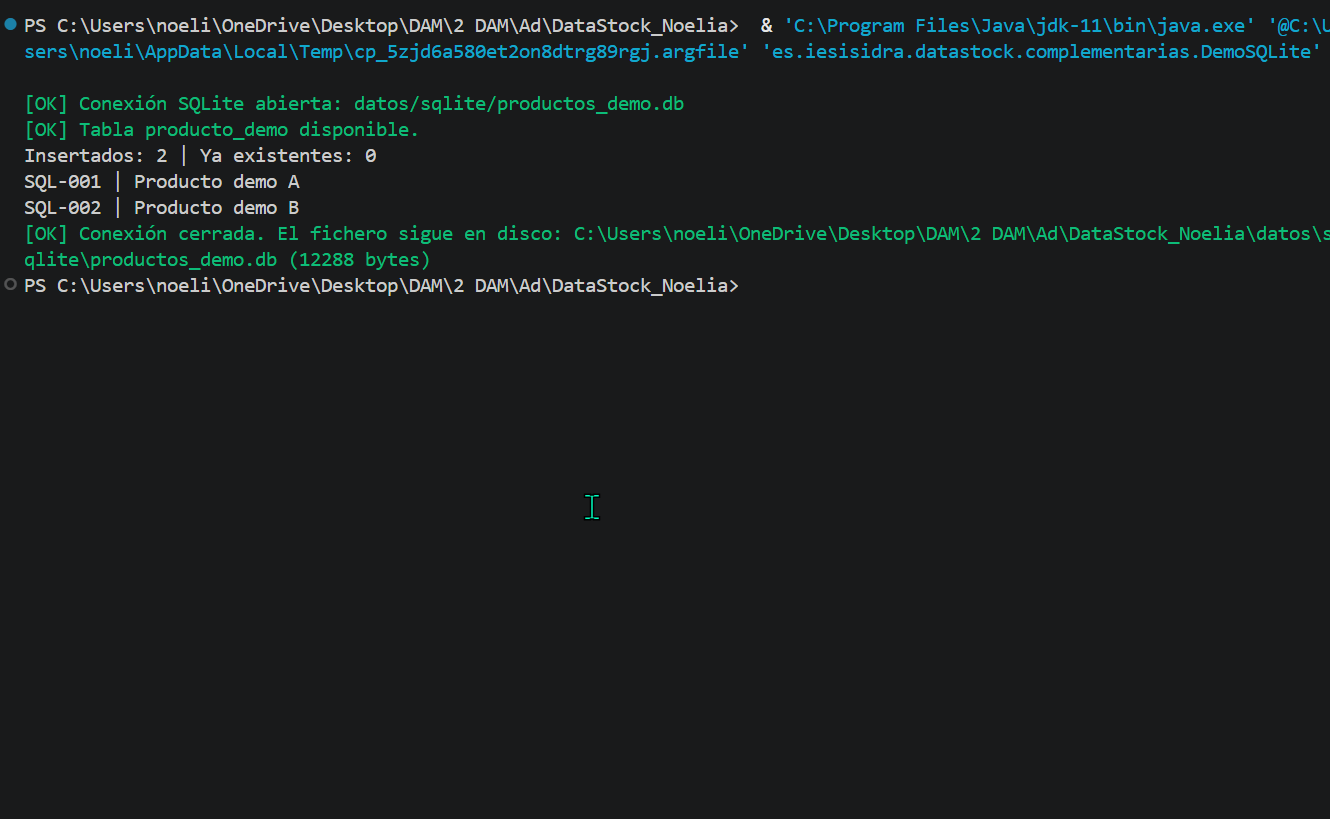 PS C:\Users\noeli\OneDrive\Desktop\DAM\2 DAM\Ad\DataStock_Noelia>  & 'C:\Program Files\Java\jdk-11\bin\java.exe' '@C:\U
sers\noeli\AppData\Local\Temp\cp_5zjd6a580et2on8dtrg89rgj.argfile' 'es.iesisidra.datastock.complementarias.DemoSQLite'
[OK] Conexión SQLite abierta: datos/sqlite/productos_demo.db
[OK] Tabla producto_demo disponible.
Insertados: 2 | Ya existentes: 0
SQL-001 | Producto demo A
SQL-002 | Producto demo B
[OK] Conexión cerrada. El fichero sigue en disco: C:\Users\noeli\OneDrive\Desktop\DAM\2 DAM\Ad\DataStock_Noelia\datos\s
qlite\productos_demo.db (12288 bytes)
PS C:\Users\noeli\OneDrive\Desktop\DAM\2 DAM\Ad\DataStock_Noelia>